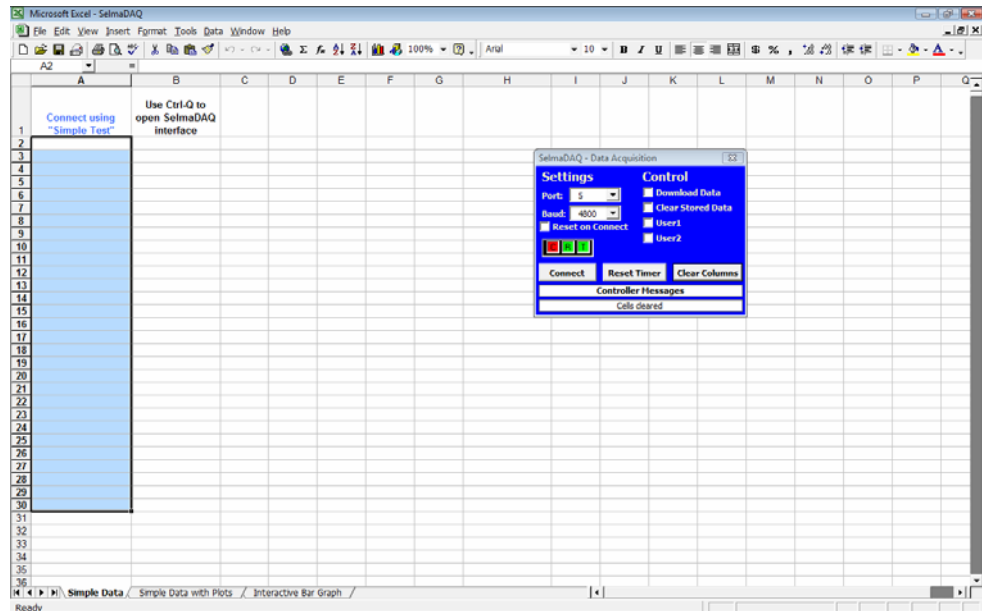 Microsoft Excel - SelmaDAQ
File Edit View Insert Format Tools Data Window Help
100% Arial 10 B I U $ % ,
A2 =
A B C D E F G H I J K L M N O P Q
1 Connect using "Simple Test" Use Ctrl-Q to open SelmaDAQ interface
2
3
4
5
6
7
8
9
10
11
12
13
14
15
16
17
18
19
20
21
22
23
24
25
26
27
28
29
30
31
32
33
34
35
36
SelmaDAQ - Data Acquisition
Settings Control
Port: 5 Download Data
Baud: 4800 Clear Stored Data
Reset on Connect User1
User2
C R T
Connect Reset Timer Clear Columns
Controller Messages
Cells cleared
Simple Data Simple Data with Plots Interactive Bar Graph
Ready